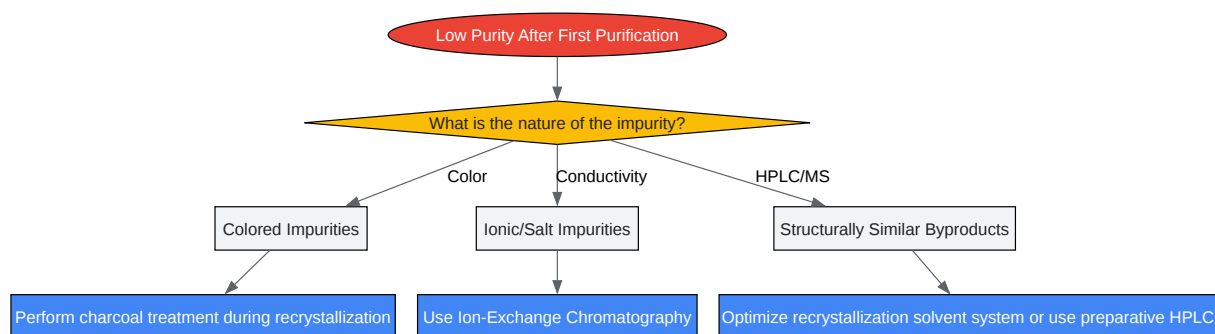 Low Purity After First Purification
What is the nature of the impurity?
Color
Conductivity
HPLC/MS
Colored Impurities
Ionic/Salt Impurities
Structurally Similar Byproducts
Perform charcoal treatment during recrystallization
Use Ion-Exchange Chromatography
Optimize recrystallization solvent system or use preparative HPLC